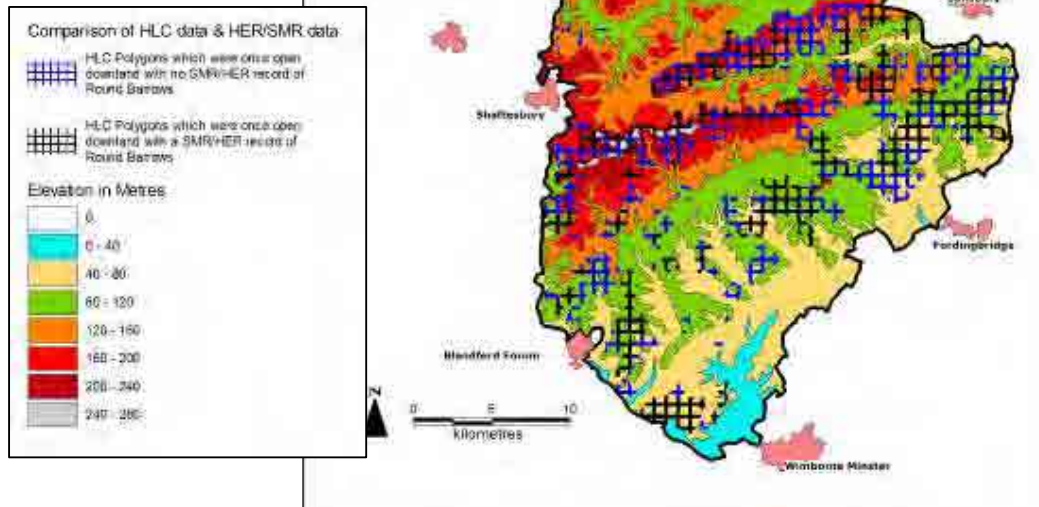 Comparison of HLC data & HER/SMR data
HLC Polygons which were once open
downland with no SMR/HER record of
Round Barrows
HLC Polygons which were once open
downland with a SMR/HER record of
Round Barrows
Elevation in Metres
0
0 - 40
40 - 80
80 - 120
120 - 160
160 - 200
200 - 240
240 - 280
Shaftesbury
Fordingbridge
Blandford Forum
N
0 5 10
kilometres
Wimborne Minster